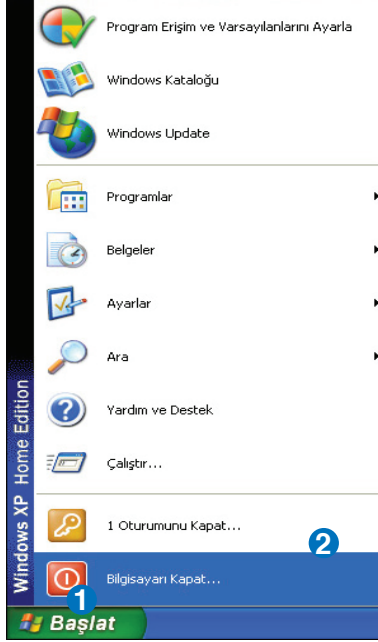 Program Erişim ve Varsayılanlarını Ayarla
Windows Kataloğu
Windows Update
Programlar
Belgeler
Ayarlar
Ara
Yardım ve Destek
Çalıştır...
1 Oturumunu Kapat...
2
Bilgisayarı Kapat...
1
Başlat
Windows XP Home Edition